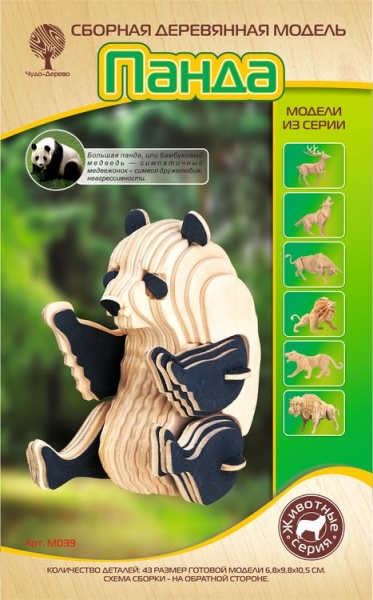 СБОРНАЯ ДЕРЕВЯННАЯ МОДЕЛЬ
Чудо-Дерево
Панда
МОДЕЛИ
ИЗ СЕРИИ
Большая панда, или бамбуковый
медведь — симпатичный
медвежонок – символ дружелюбия,
неагрессивности.
Арт. М039
Животные
серия
КОЛИЧЕСТВО ДЕТАЛЕЙ: 43 РАЗМЕР ГОТОВОЙ МОДЕЛИ 6,8х9,8х10,5 СМ.
СХЕМА СБОРКИ - НА ОБРАТНОЙ СТОРОНЕ.